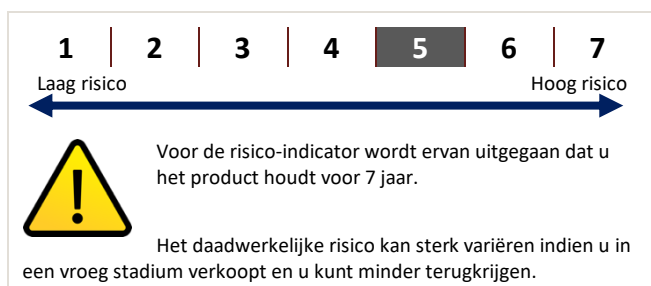 1 2 3 4 5 6 7
Laag risico Hoog risico
Voor de risico-indicator wordt ervan uitgegaan dat u
het product houdt voor 7 jaar.
Het daadwerkelijke risico kan sterk variëren indien u in
een vroeg stadium verkoopt en u kunt minder terugkrijgen.